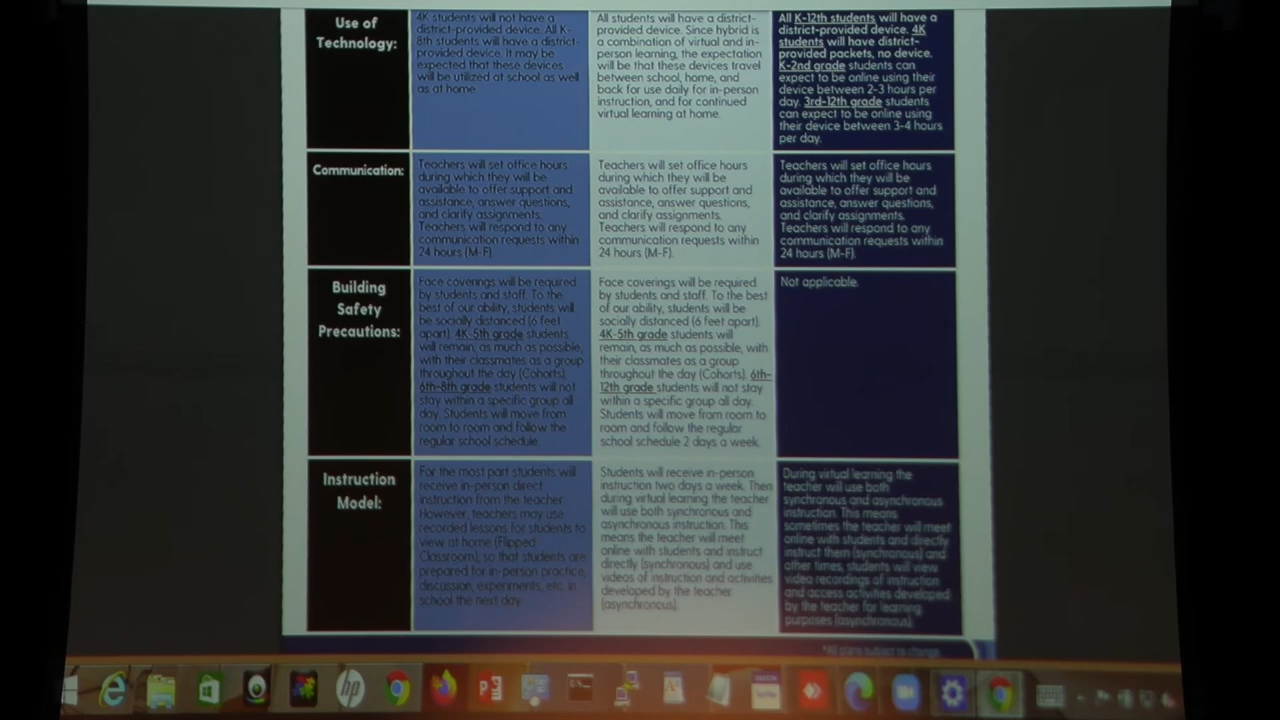 Use of
Technology:
4K students will not have a
district-provided device. All K-
8th students will have a district-
provided device. It may be
expected that these devices
will be utilized at school as well
as at home.
All students will have a district-
provided device. Since hybrid is
a combination of virtual and in-
person learning, the expectation
will be that these devices travel
between school, home, and
back for use daily for in-person
instruction, and for continued
virtual learning at home.
All K-12th students will have a
district-provided device. 4K
students will have district-
provided packets, no device.
K-2nd grade students can
expect to be online using their
device between 2-3 hours per
day. 3rd-12th grade students
can expect to be online using
their device between 3-4 hours
per day.
Communication:
Teachers will set office hours
during which they will be
available to offer support and
assistance, answer questions,
and clarify assignments.
Teachers will respond to any
communication requests within
24 hours (M-F).
Teachers will set office hours
during which they will be
available to offer support and
assistance, answer questions,
and clarify assignments.
Teachers will respond to any
communication requests within
24 hours (M-F).
Teachers will set office hours
during which they will be
available to offer support and
assistance, answer questions,
and clarify assignments.
Teachers will respond to any
communication requests within
24 hours (M-F).
Building
Safety
Precautions:
Face coverings will be required
by students and staff. To the
best of our ability, students will
be socially distanced (6 feet
apart). 4K-5th grade students
will remain, as much as possible,
with their classmates as a group
throughout the day (Cohorts).
6th-8th grade students will not
stay within a specific group all
day. Students will move from
room to room and follow the
regular school schedule.
Face coverings will be required
by students and staff. To the best
of our ability, students will be
socially distanced (6 feet apart).
4K-5th grade students will
remain, as much as possible, with
their classmates as a group
throughout the day (Cohorts). 6th-
12th grade students will not stay
within a specific group all day.
Students will move from room to
room and follow the regular
school schedule 2 days a week.
Not applicable.
Instruction
Model:
For the most part students will
receive in-person direct
instruction from the teacher.
However, teachers may use
recorded lessons for students to
view at home (Flipped
Classroom), so that students are
prepared for in-person practice,
discussion, experiments, etc. in
school the next day.
Students will receive in-person
instruction two days a week. Then
during virtual learning the teacher
will use both synchronous and
asynchronous instruction. This
means the teacher will meet
online with students and instruct
directly (synchronous) and use
videos of instruction and activities
developed by the teacher
(asynchronous).
During virtual learning the
teacher will use both
synchronous and asynchronous
instruction. This means
sometimes the teacher will meet
online with students and directly
instruct them (synchronous) and
other times, students will view
video recordings of instruction
and access activities developed
by the teacher for learning
purposes (asynchronous).
*All plans subject to change.
hp